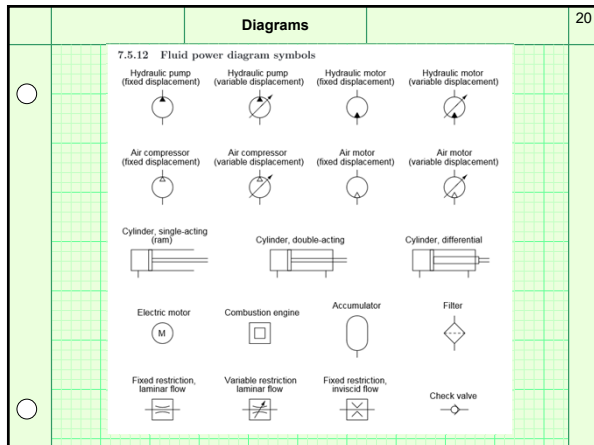 Diagrams
20
7.5.12 Fluid power diagram symbols
Hydraulic pump
(fixed displacement)
Hydraulic pump
(variable displacement)
Hydraulic motor
(fixed displacement)
Hydraulic motor
(variable displacement)
Air compressor
(fixed displacement)
Air compressor
(variable displacement)
Air motor
(fixed displacement)
Air motor
(variable displacement)
Cylinder, single-acting
(ram)
Cylinder, double-acting
Cylinder, differential
Electric motor
M
Combustion engine
Accumulator
Filter
Fixed restriction,
laminar flow
Variable restriction
laminar flow
Fixed restriction,
inviscid flow
Check valve